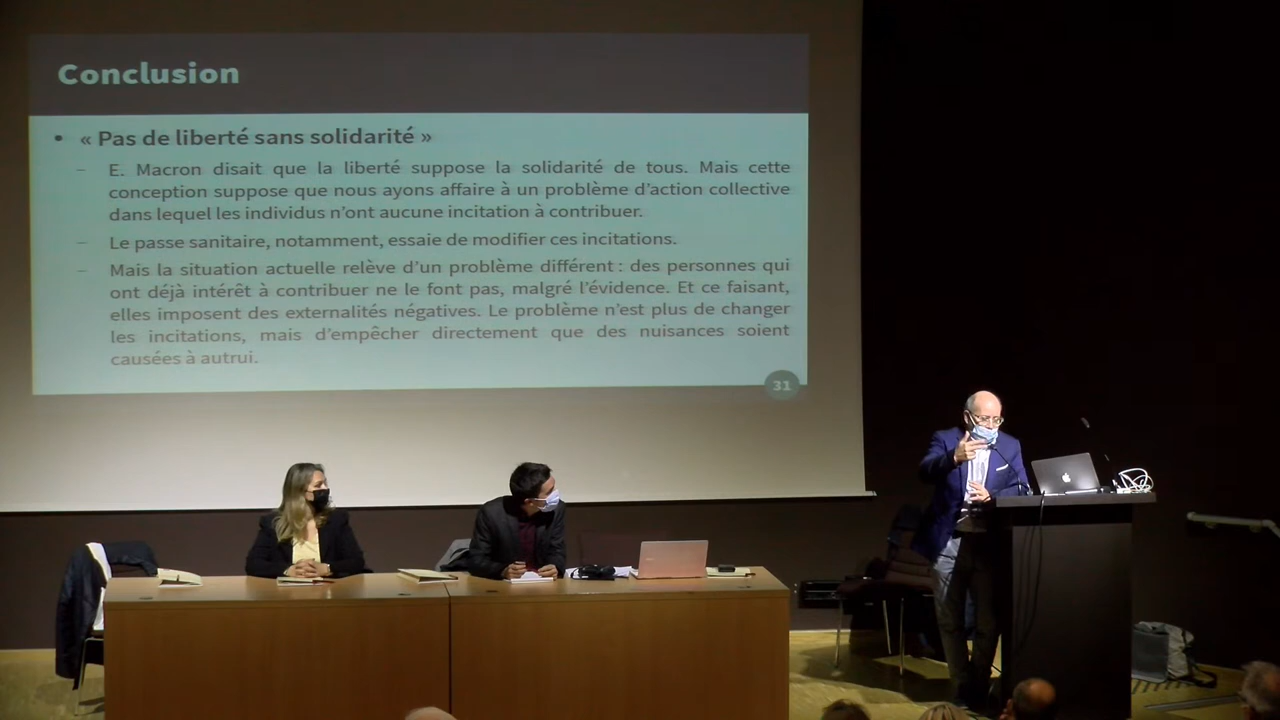 Conclusion
• « Pas de liberté sans solidarité »
– E. Macron disait que la liberté suppose la solidarité de tous. Mais cette
conception suppose que nous ayons affaire à un problème d'action collective
dans lequel les individus n'ont aucune incitation à contribuer.
– Le passe sanitaire, notamment, essaie de modifier ces incitations.
– Mais la situation actuelle relève d'un problème différent : des personnes qui
ont déjà intérêt à contribuer ne le font pas, malgré l'évidence. Et ce faisant,
elles imposent des externalités négatives. Le problème n'est plus de changer
les incitations, mais d'empêcher directement que des nuisances soient
causées à autrui.
31